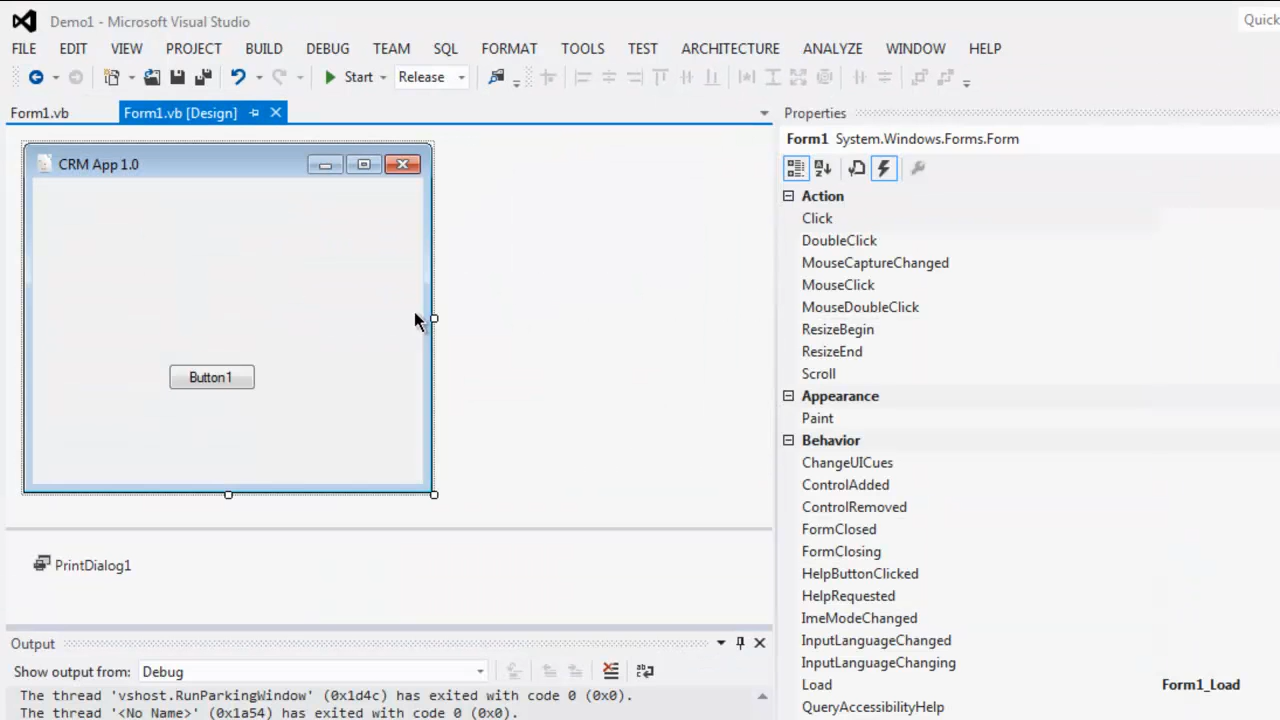 Demo1 - Microsoft Visual Studio
Quick
FILE EDIT VIEW PROJECT BUILD DEBUG TEAM SQL FORMAT TOOLS TEST ARCHITECTURE ANALYZE WINDOW HELP
Start Release
Form1.vb Form1.vb [Design]
CRM App 1.0
Button1
PrintDialog1
Output
Show output from: Debug
The thread 'vshost.RunParkingWindow' (0x1d4c) has exited with code 0 (0x0).
The thread '<No Name>' (0x1a54) has exited with code 0 (0x0).
Properties
Form1 System.Windows.Forms.Form
Action
Click
DoubleClick
MouseCaptureChanged
MouseClick
MouseDoubleClick
ResizeBegin
ResizeEnd
Scroll
Appearance
Paint
Behavior
ChangeUICues
ControlAdded
ControlRemoved
FormClosed
FormClosing
HelpButtonClicked
HelpRequested
ImeModeChanged
InputLanguageChanged
InputLanguageChanging
Load Form1_Load
QueryAccessibilityHelp